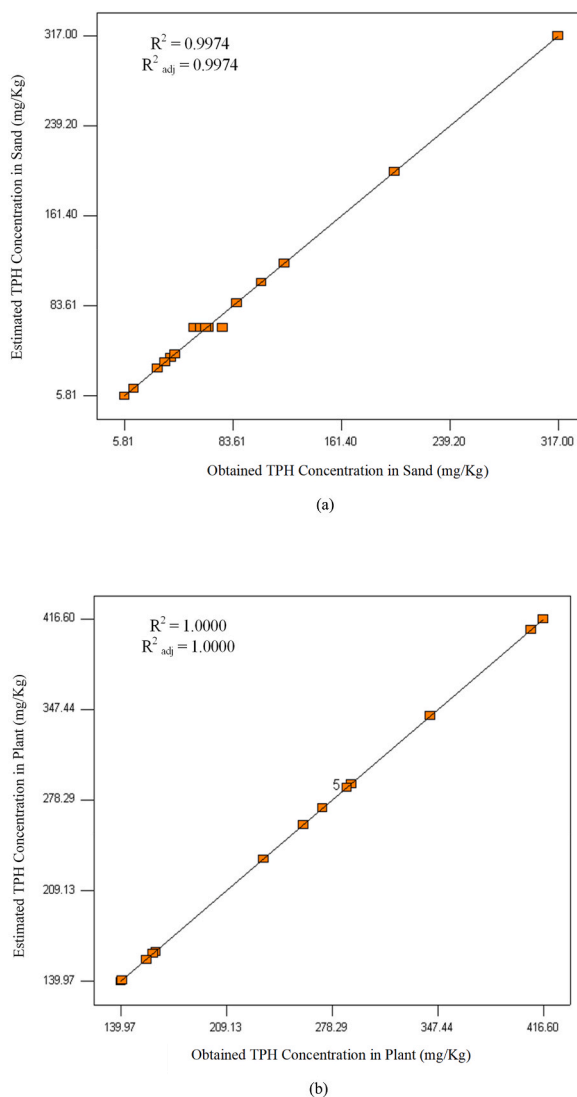 R² = 0.9974
R² adj = 0.9974
Estimated TPH Concentration in Sand (mg/Kg)
317.00
239.20
161.40
83.61
5.81
5.81 83.61 161.40 239.20 317.00
Obtained TPH Concentration in Sand (mg/Kg)
(a)
R² = 1.0000
R² adj = 1.0000
Estimated TPH Concentration in Plant (mg/Kg)
416.60
347.44
278.29
209.13
139.97
5
139.97 209.13 278.29 347.44 416.60
Obtained TPH Concentration in Plant (mg/Kg)
(b)